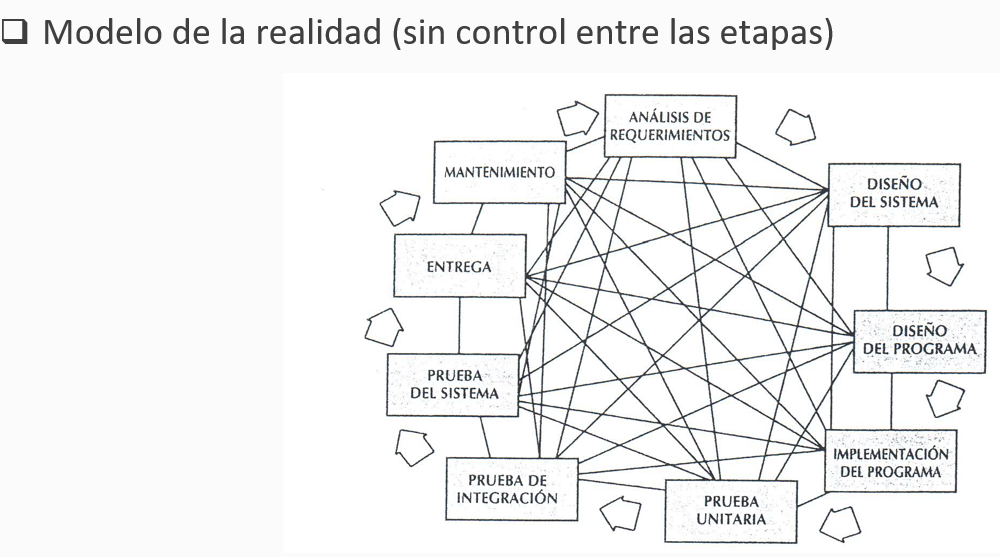 Modelo de la realidad (sin control entre las etapas)
ANÁLISIS DE
REQUERIMIENTOS
MANTENIMIENTO
DISEÑO
DEL SISTEMA
ENTREGA
DISEÑO
DEL PROGRAMA
PRUEBA
DEL SISTEMA
IMPLEMENTACIÓN
DEL PROGRAMA
PRUEBA DE
INTEGRACIÓN
PRUEBA
UNITARIA